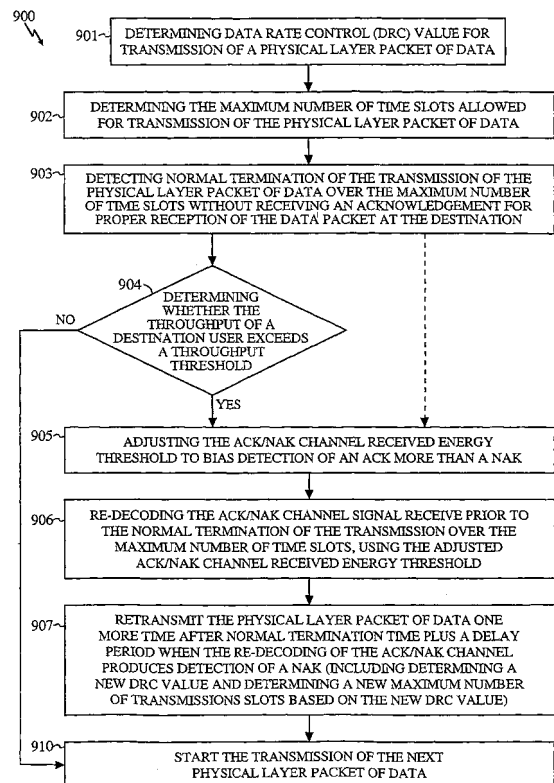 900
901
DETERMINING DATA RATE CONTROL (DRC) VALUE FOR
TRANSMISSION OF A PHYSICAL LAYER PACKET OF DATA
902
DETERMINING THE MAXIMUM NUMBER OF TIME SLOTS ALLOWED
FOR TRANSMISSION OF THE PHYSICAL LAYER PACKET OF DATA
903
DETECTING NORMAL TERMINATION OF THE TRANSMISSION OF THE
PHYSICAL LAYER PACKET OF DATA OVER THE MAXIMUM NUMBER
OF TIME SLOTS WITHOUT RECEIVING AN ACKNOWLEDGEMENT FOR
PROPER RECEPTION OF THE DATA PACKET AT THE DESTINATION
904
DETERMINING
WHETHER THE
THROUGHPUT OF A
DESTINATION USER EXCEEDS
A THROUGHPUT
THRESHOLD
NO
YES
905
ADJUSTING THE ACK/NAK CHANNEL RECEIVED ENERGY
THRESHOLD TO BIAS DETECTION OF AN ACK MORE THAN A NAK
906
RE-DECODING THE ACK/NAK CHANNEL SIGNAL RECEIVE PRIOR TO
THE NORMAL TERMINATION OF THE TRANSMISSION OVER THE
MAXIMUM NUMBER OF TIME SLOTS, USING THE ADJUSTED
ACK/NAK CHANNEL RECEIVED ENERGY THRESHOLD
907
RETRANSMIT THE PHYSICAL LAYER PACKET OF DATA ONE
MORE TIME AFTER NORMAL TERMINATION TIME PLUS A DELAY
PERIOD WHEN THE RE-DECODING OF THE ACK/NAK CHANNEL
PRODUCES DETECTION OF A NAK (INCLUDING DETERMINING A
NEW DRC VALUE AND DETERMINING A NEW MAXIMUM NUMBER
OF TRANSMISSIONS SLOTS BASED ON THE NEW DRC VALUE)
910
START THE TRANSMISSION OF THE NEXT
PHYSICAL LAYER PACKET OF DATA